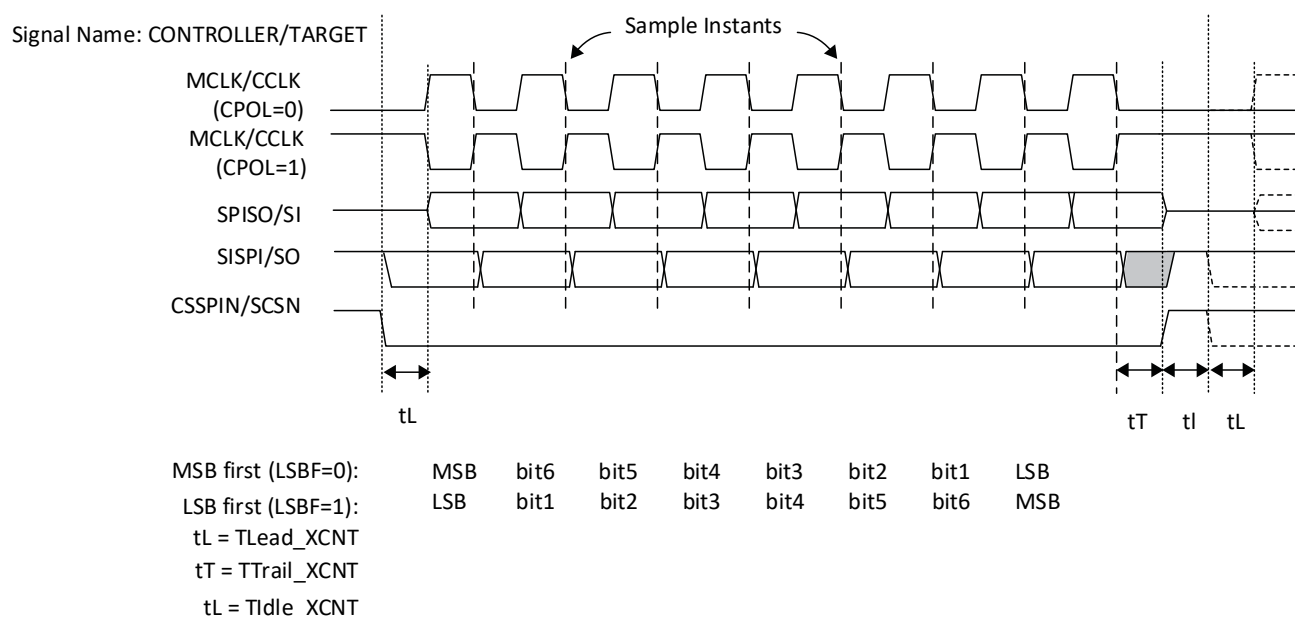 Sample Instants
Signal Name: CONTROLLER/TARGET
MCLK/CCLK
(CPOL=0)
MCLK/CCLK
(CPOL=1)
SPISO/SI
SISPI/SO
CSSPIN/SCSN
tL tT tI tL
MSB first (LSBF=0): MSB bit6 bit5 bit4 bit3 bit2 bit1 LSB
LSB first (LSBF=1): LSB bit1 bit2 bit3 bit4 bit5 bit6 MSB
tL = TLead_XCNT
tT = TTrail_XCNT
tL = TIdle XCNT